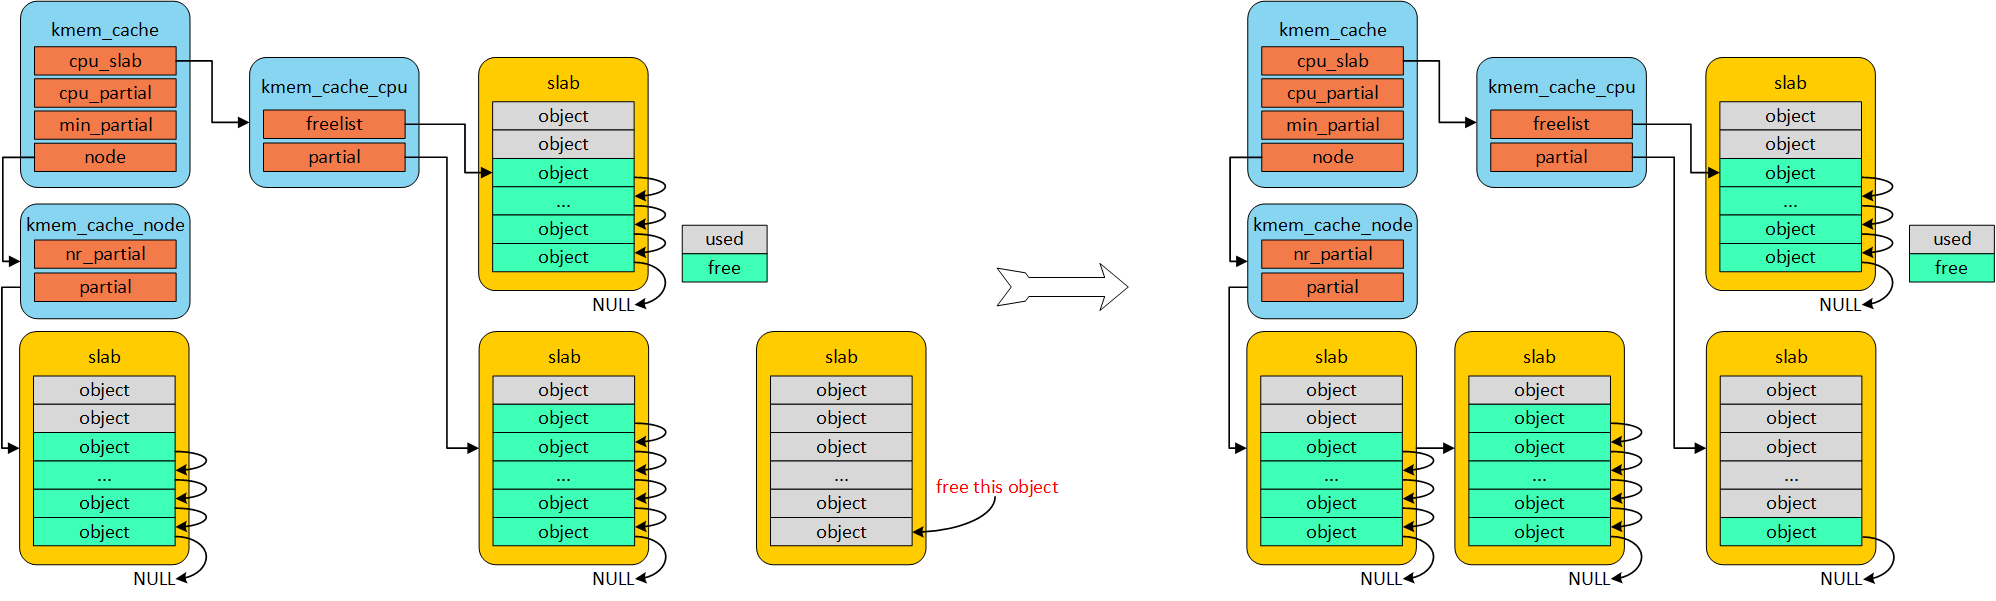 kmem_cache
cpu_slab
cpu_partial
min_partial
node
kmem_cache_node
nr_partial
partial
slab
object
object
object
...
object
object
NULL
kmem_cache_cpu
freelist
partial
slab
object
object
object
...
object
object
NULL
used
free
slab
object
object
object
...
object
object
NULL
slab
object
object
object
...
object
object
free this object
kmem_cache
cpu_slab
cpu_partial
min_partial
node
kmem_cache_node
nr_partial
partial
slab
object
object
object
...
object
object
NULL
slab
object
object
object
...
object
object
NULL
kmem_cache_cpu
freelist
partial
slab
object
object
object
...
object
object
NULL
used
free
slab
object
object
object
...
object
object
NULL